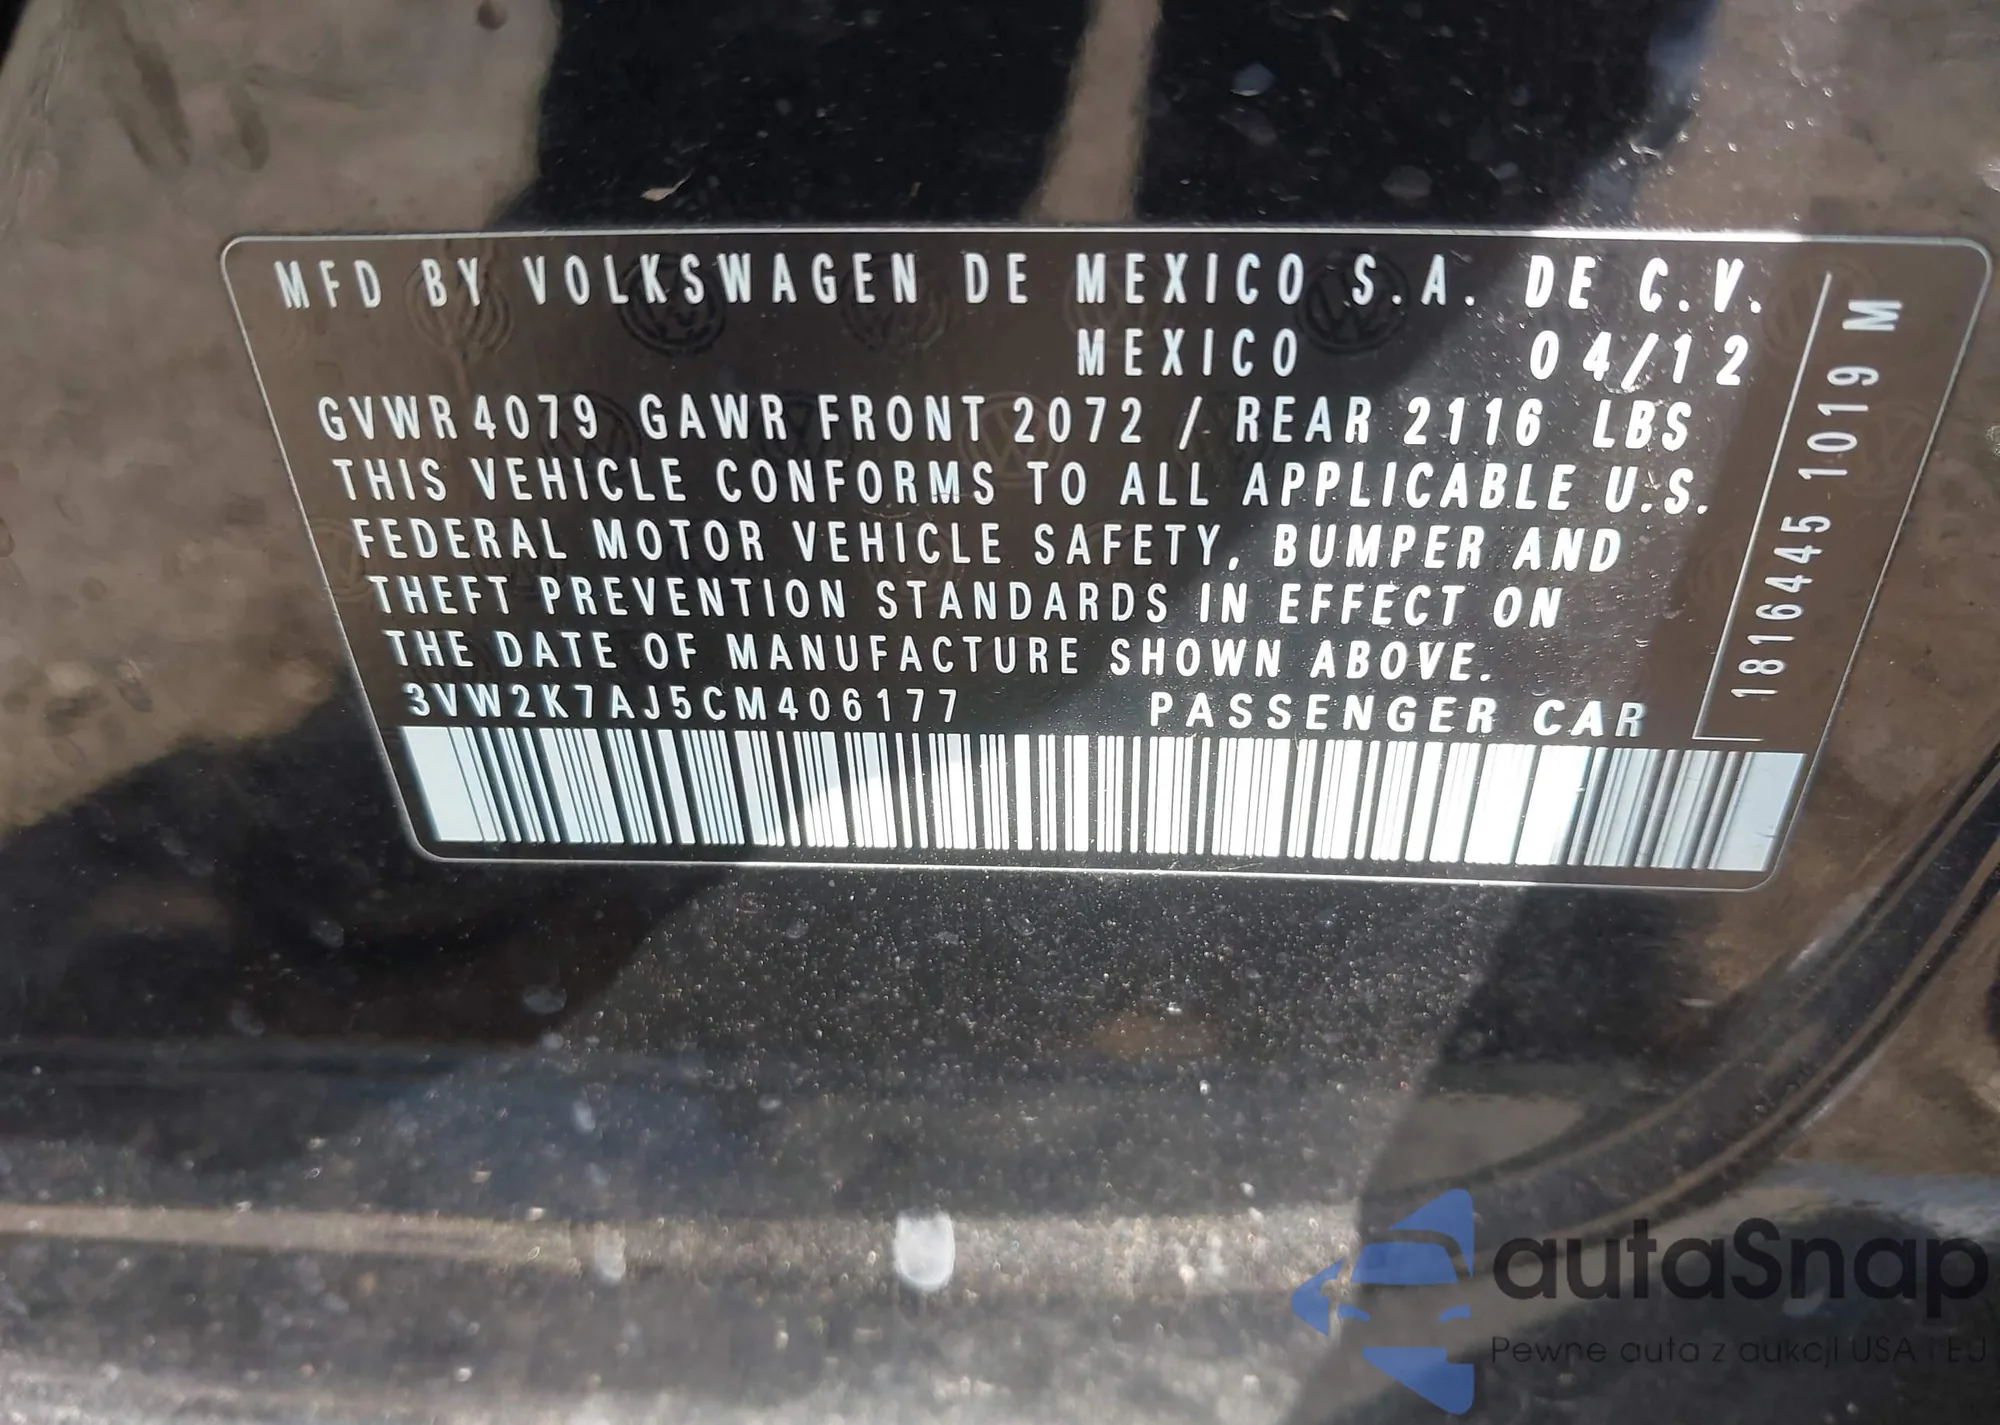 MFD BY VOLKSWAGEN DE MEXICO S.A. DE C.V.
MEXICO 04/12
GVWR 4079 GAWR FRONT 2072 / REAR 2116 LBS
THIS VEHICLE CONFORMS TO ALL APPLICABLE U.S.
FEDERAL MOTOR VEHICLE SAFETY, BUMPER AND
THEFT PREVENTION STANDARDS IN EFFECT ON
THE DATE OF MANUFACTURE SHOWN ABOVE.
3VW2K7AJ5CM406177 PASSENGER CAR
1816445 1019 M
autaSnap
Pewne auta z aukcji USA i EU